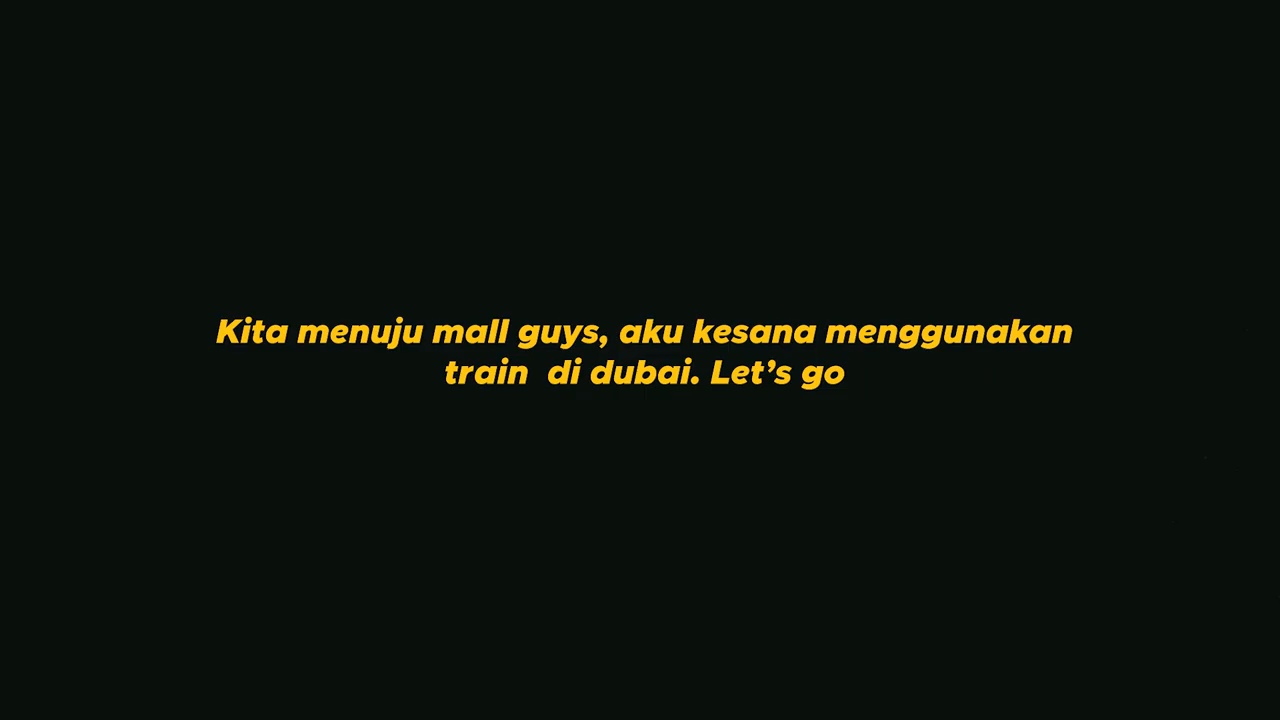 Kita menuju mall guys, aku kesana menggunakan
train  di dubai. Let’s go